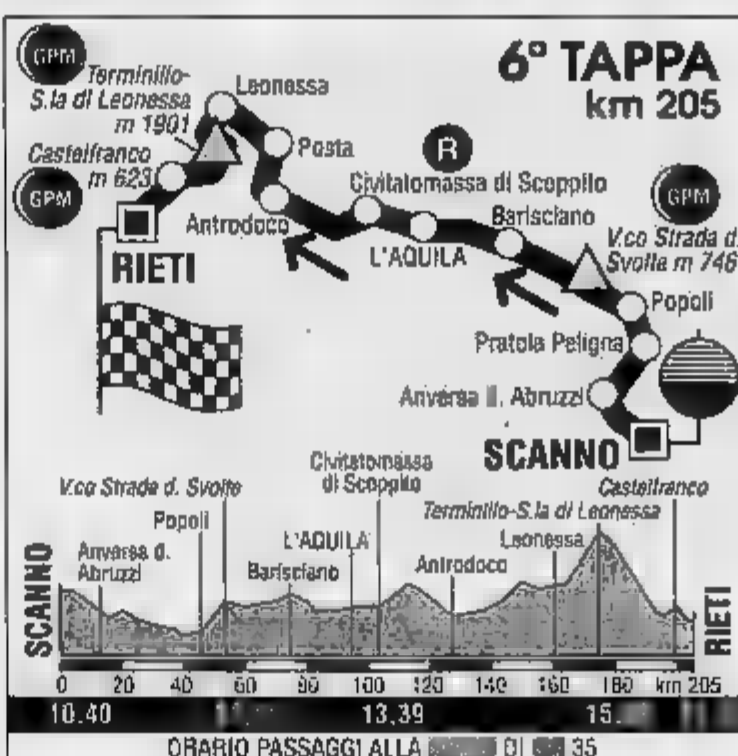 6° TAPPA
km 205
GPM
Terminillo-
S.la di Leonessa
m 1901
Leonessa
Castelfranco
m 623
GPM
Posta
R
Civitatomassa di Scoppito
GPM
Antrodoco
Barisciano
L'AQUILA
V.co Strada d.
Svolte m 746
RIETI
Popoli
Pratola Peligna
Anversa d. Abruzzi
SCANNO
Civitatomassa
di Scoppito
V.co Strada d. Svolte
Castelfranco
Terminillo-S.la di Leonessa
Popoli
L'AQUILA
Leonessa
Anversa d.
Abruzzi
Barisciano
Antrodoco
SCANNO
RIETI
0 20 40 60 80 100 120 140 160 180 km 205
10.40 13,39 15.
ORARIO PASSAGGI ALLA DI 35